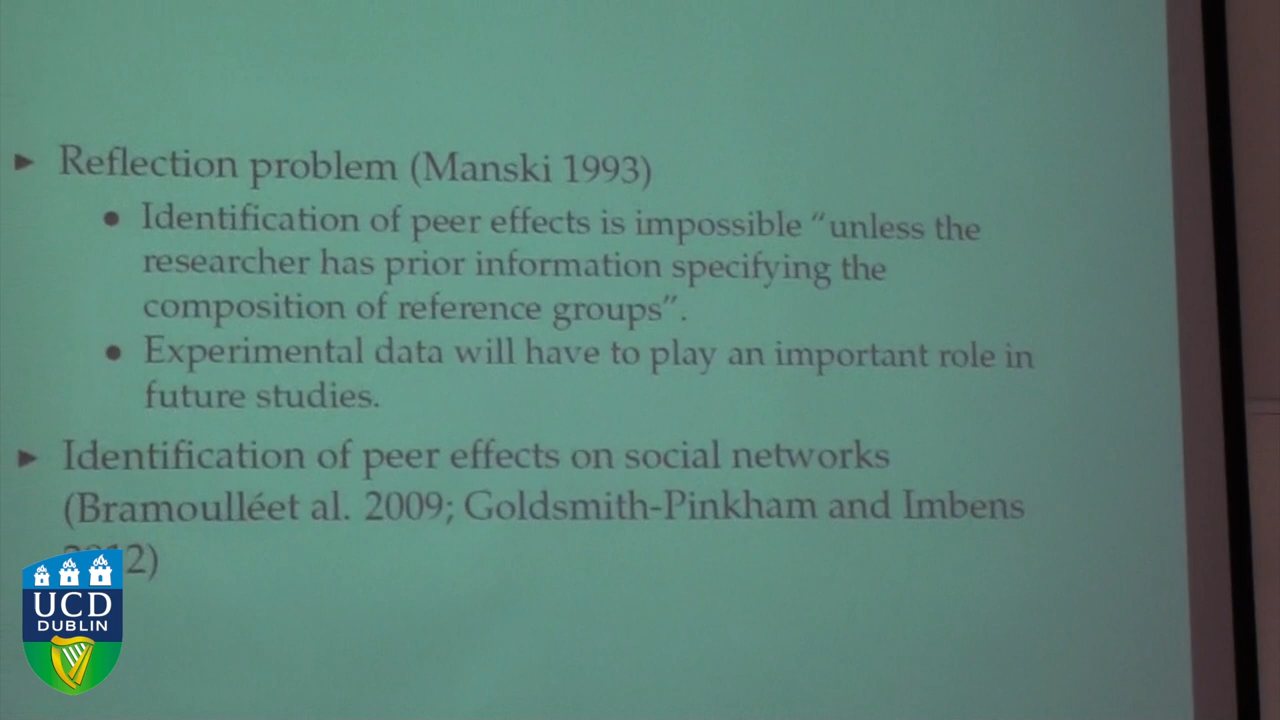 ► Reflection problem (Manski 1993)
● Identification of peer effects is impossible “unless the
researcher has prior information specifying the
composition of reference groups”.
● Experimental data will have to play an important role in
future studies.
► Identification of peer effects on social networks
(Bramoulléet al. 2009; Goldsmith-Pinkham and Imbens
2012)
UCD
DUBLIN